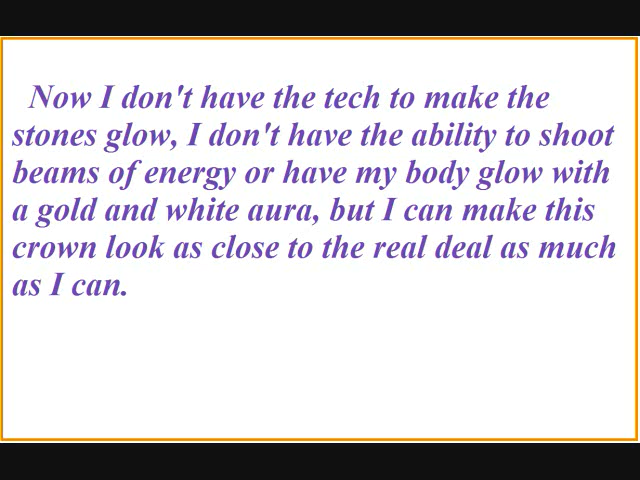 Now I don't have the tech to make the
stones glow, I don't have the ability to shoot
beams of energy or have my body glow with
a gold and white aura, but I can make this
crown look as close to the real deal as much
as I can.